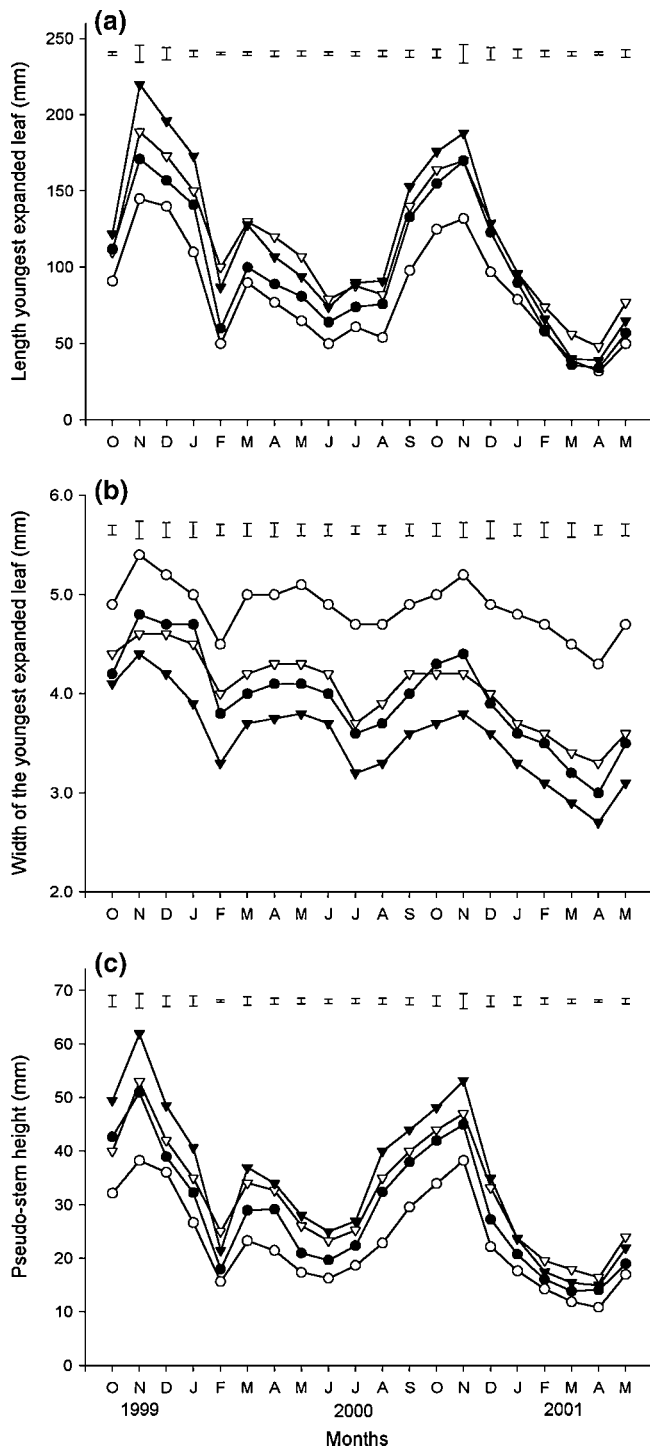 (a)
250
200
150
100
50
0
Length youngest expanded leaf (mm)
O N D J F M A M J J A S O N D J F M A M
(b)
6.0
5.0
4.0
3.0
2.0
Width of the youngest expanded leaf (mm)
O N D J F M A M J J A S O N D J F M A M
(c)
70
60
50
40
30
20
10
0
Pseudo-stem height (mm)
O N D J F M A M J J A S O N D J F M A M
1999 2000 2001
Months